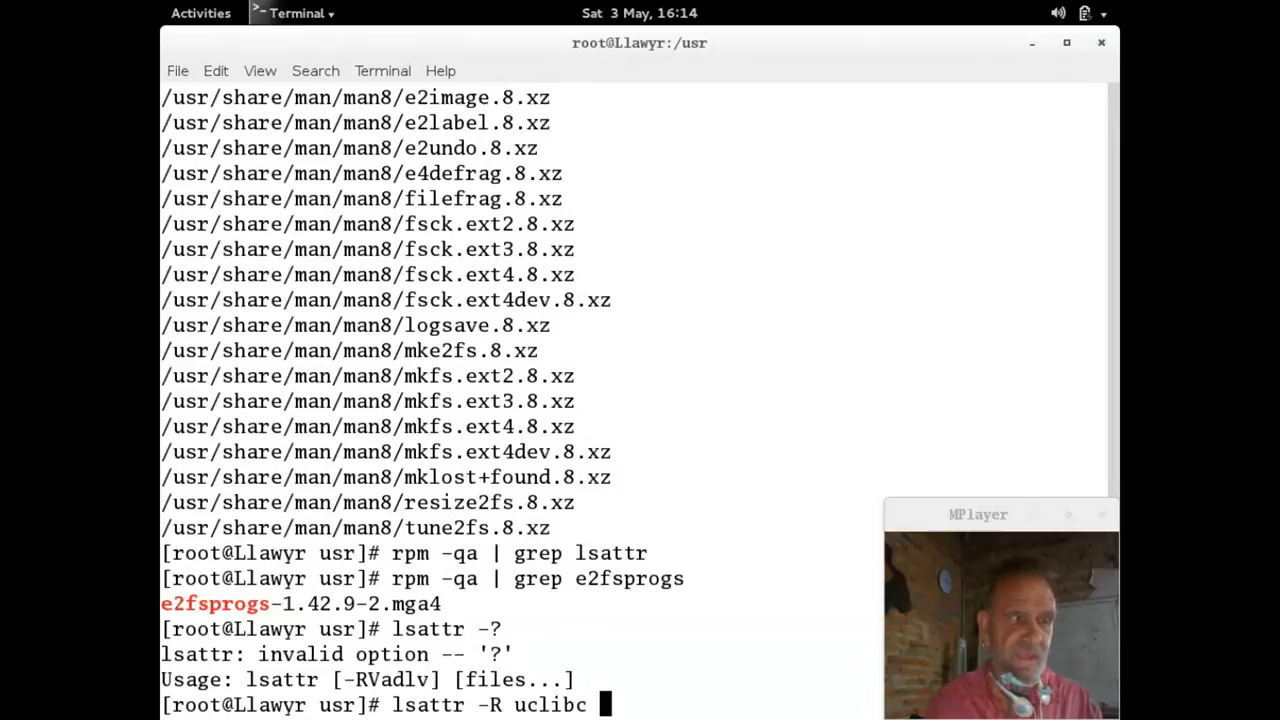 Activities Terminal Sat 3 May, 16:14
root@Llawyr:/usr
File Edit View Search Terminal Help
/usr/share/man/man8/e2image.8.xz
/usr/share/man/man8/e2label.8.xz
/usr/share/man/man8/e2undo.8.xz
/usr/share/man/man8/e4defrag.8.xz
/usr/share/man/man8/filefrag.8.xz
/usr/share/man/man8/fsck.ext2.8.xz
/usr/share/man/man8/fsck.ext3.8.xz
/usr/share/man/man8/fsck.ext4.8.xz
/usr/share/man/man8/fsck.ext4dev.8.xz
/usr/share/man/man8/logsave.8.xz
/usr/share/man/man8/mke2fs.8.xz
/usr/share/man/man8/mkfs.ext2.8.xz
/usr/share/man/man8/mkfs.ext3.8.xz
/usr/share/man/man8/mkfs.ext4.8.xz
/usr/share/man/man8/mkfs.ext4dev.8.xz
/usr/share/man/man8/mklost+found.8.xz
/usr/share/man/man8/resize2fs.8.xz
/usr/share/man/man8/tune2fs.8.xz
[root@Llawyr usr]# rpm -qa | grep lsattr
[root@Llawyr usr]# rpm -qa | grep e2fsprogs
e2fsprogs-1.42.9-2.mga4
[root@Llawyr usr]# lsattr -?
lsattr: invalid option -- '?'
Usage: lsattr [-RVadlv] [files...]
[root@Llawyr usr]# lsattr -R uclibc
MPlayer